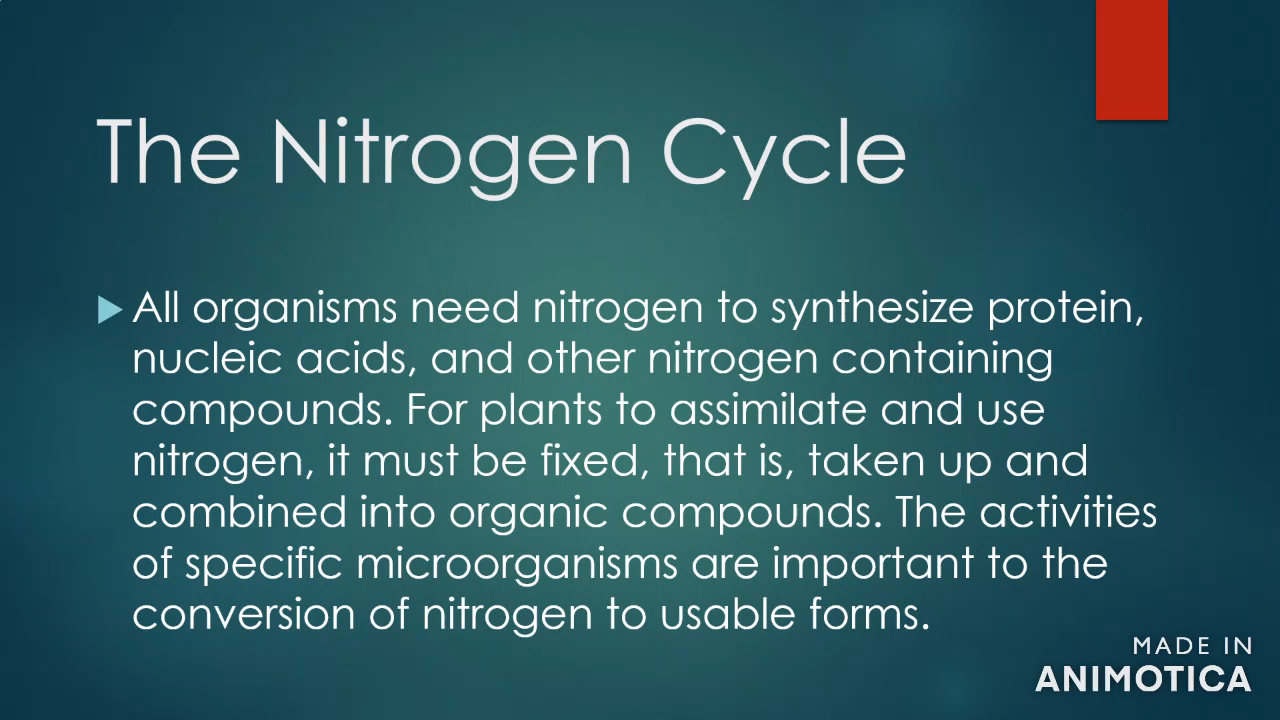 The Nitrogen Cycle
All organisms need nitrogen to synthesize protein,
nucleic acids, and other nitrogen containing
compounds. For plants to assimilate and use
nitrogen, it must be fixed, that is, taken up and
combined into organic compounds. The activities
of specific microorganisms are important to the
conversion of nitrogen to usable forms.
MADE IN
ANIMOTICA